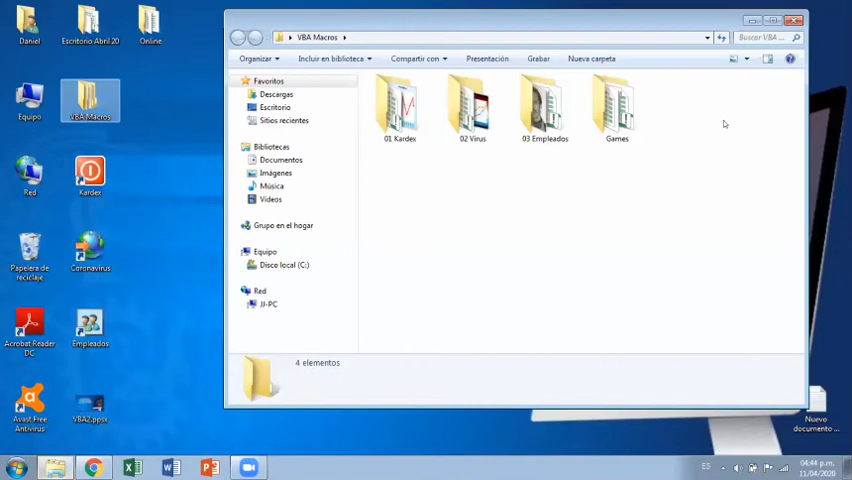 Daniel
Escritorio Abril 20
Online
Equipo
VBA Macros
Red
Kardex
Papelera de
reciclaje
Coronavirus
Acrobat Reader
DC
Empleados
Avast Free
Antivirus
VBA2.ppsx
VBA Macros
Buscar VBA ...
Organizar
Incluir en biblioteca
Compartir con
Presentación
Grabar
Nueva carpeta
Favoritos
Descargas
Escritorio
Sitios recientes
Bibliotecas
Documentos
Imágenes
Música
Vídeos
Grupo en el hogar
Equipo
Disco local (C:)
Red
JJ-PC
01 Kardex
02 Virus
03 Empleados
Games
4 elementos
Nuevo
documento ...
ES
04:44 p.m.
11/04/2020